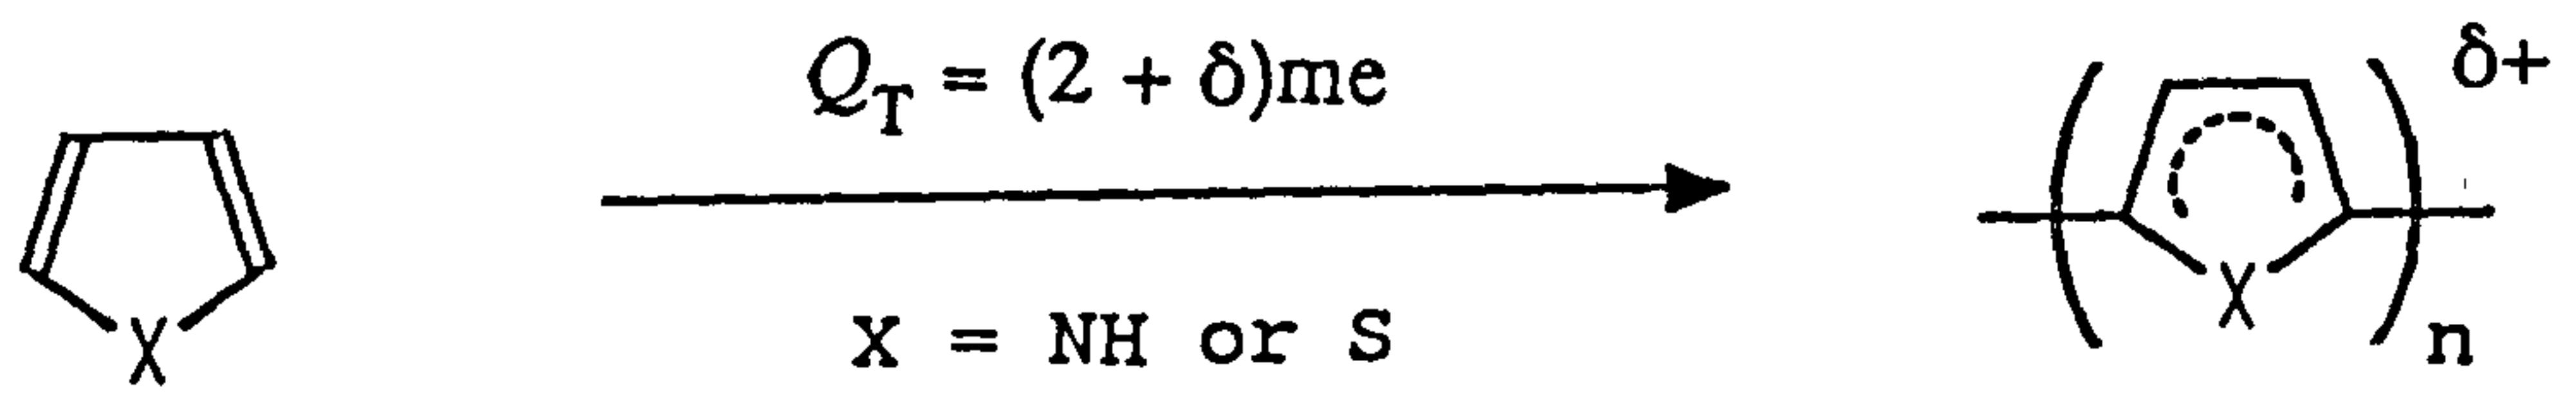 Q_T = (2 + δ)me
δ+
X
X = NH or S
X
n